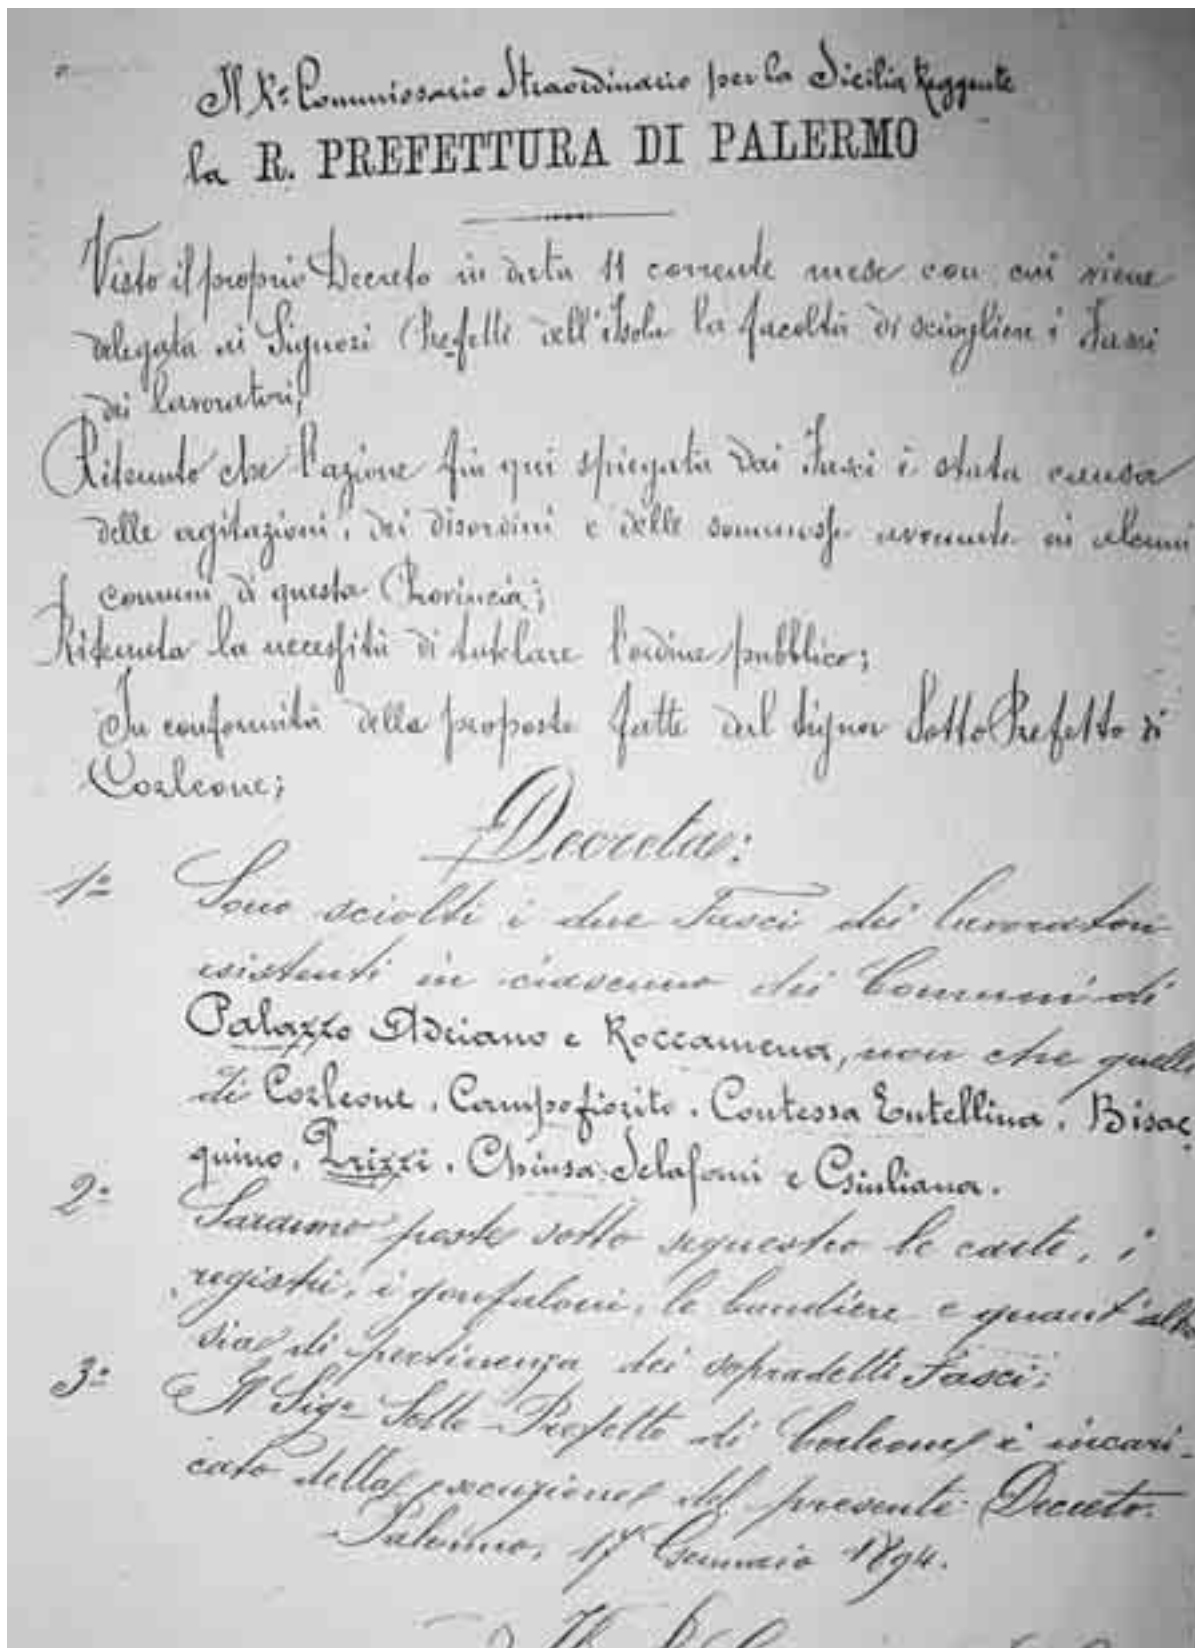 Il R.º Commissario Straordinario per la Sicilia Reggente
la R. PREFETTURA DI PALERMO
Visto il proprio Decreto in data 11 corrente mese con cui viene
delegata ai Signori Prefetti dell'Isola la facoltà di sciogliere i Fasci
dei lavoratori;
Ritenuto che l'azione fin qui spiegata dai Fasci è stata causa
delle agitazioni, dei disordini e delle sommosse avvenute in alcuni
comuni di questa Provincia;
Ritenuta la necessità di tutelare l'ordine pubblico;
In conformità delle proposte fatte dal signor Sotto Prefetto di
Corleone;
Decreta:
1º Sono sciolti i due Fasci dei lavoratori
esistenti in ciascuno dei Comuni di
Palazzo Adriano e Roccamena, non che quelli
di Corleone, Campofiorito, Contessa Entellina, Bisac
quino, Prizzi, Chiusa Sclafani e Giuliana.
2º Saranno poste sotto sequestro le carte, i
registri, i gonfaloni, le bandiere e quant'altro
sia di pertinenza dei sopradetti Fasci;
3º Il Sigr Sotto-Prefetto di Corleone è incari-
cato della esecuzione del presente Decreto.
Palermo, 17 Gennaio 1894.